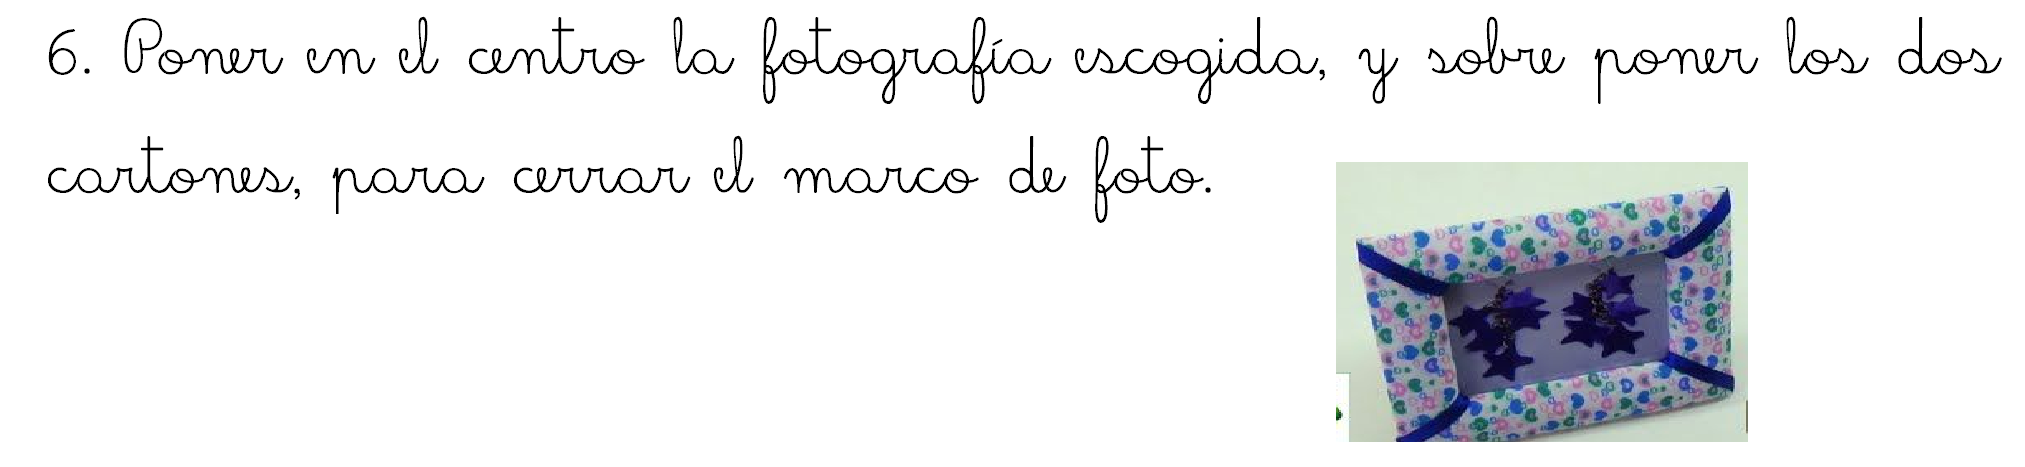 6. Poner en el centro la fotografía escogida, y sobre poner los dos
cartones, para cerrar el marco de foto.